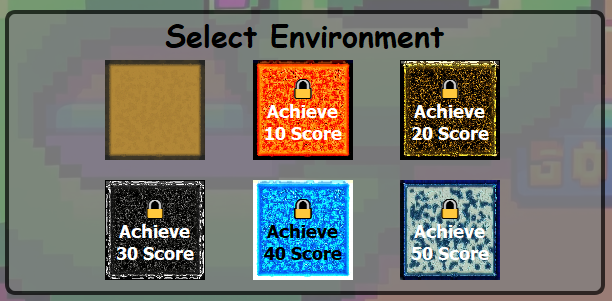 Select Environment
Achieve
10 Score
Achieve
20 Score
Achieve
30 Score
Achieve
40 Score
Achieve
50 Score